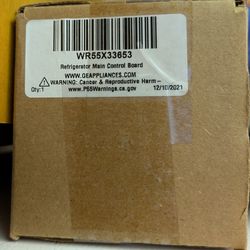 WR55X33653
Refrigerator Main Control Board
WWW.GEAPPLIANCES.COM
⚠WARNING: Cancer & Reproductive Harm –
Qty:1 www.P65Warnings.ca.gov 12/10/2021